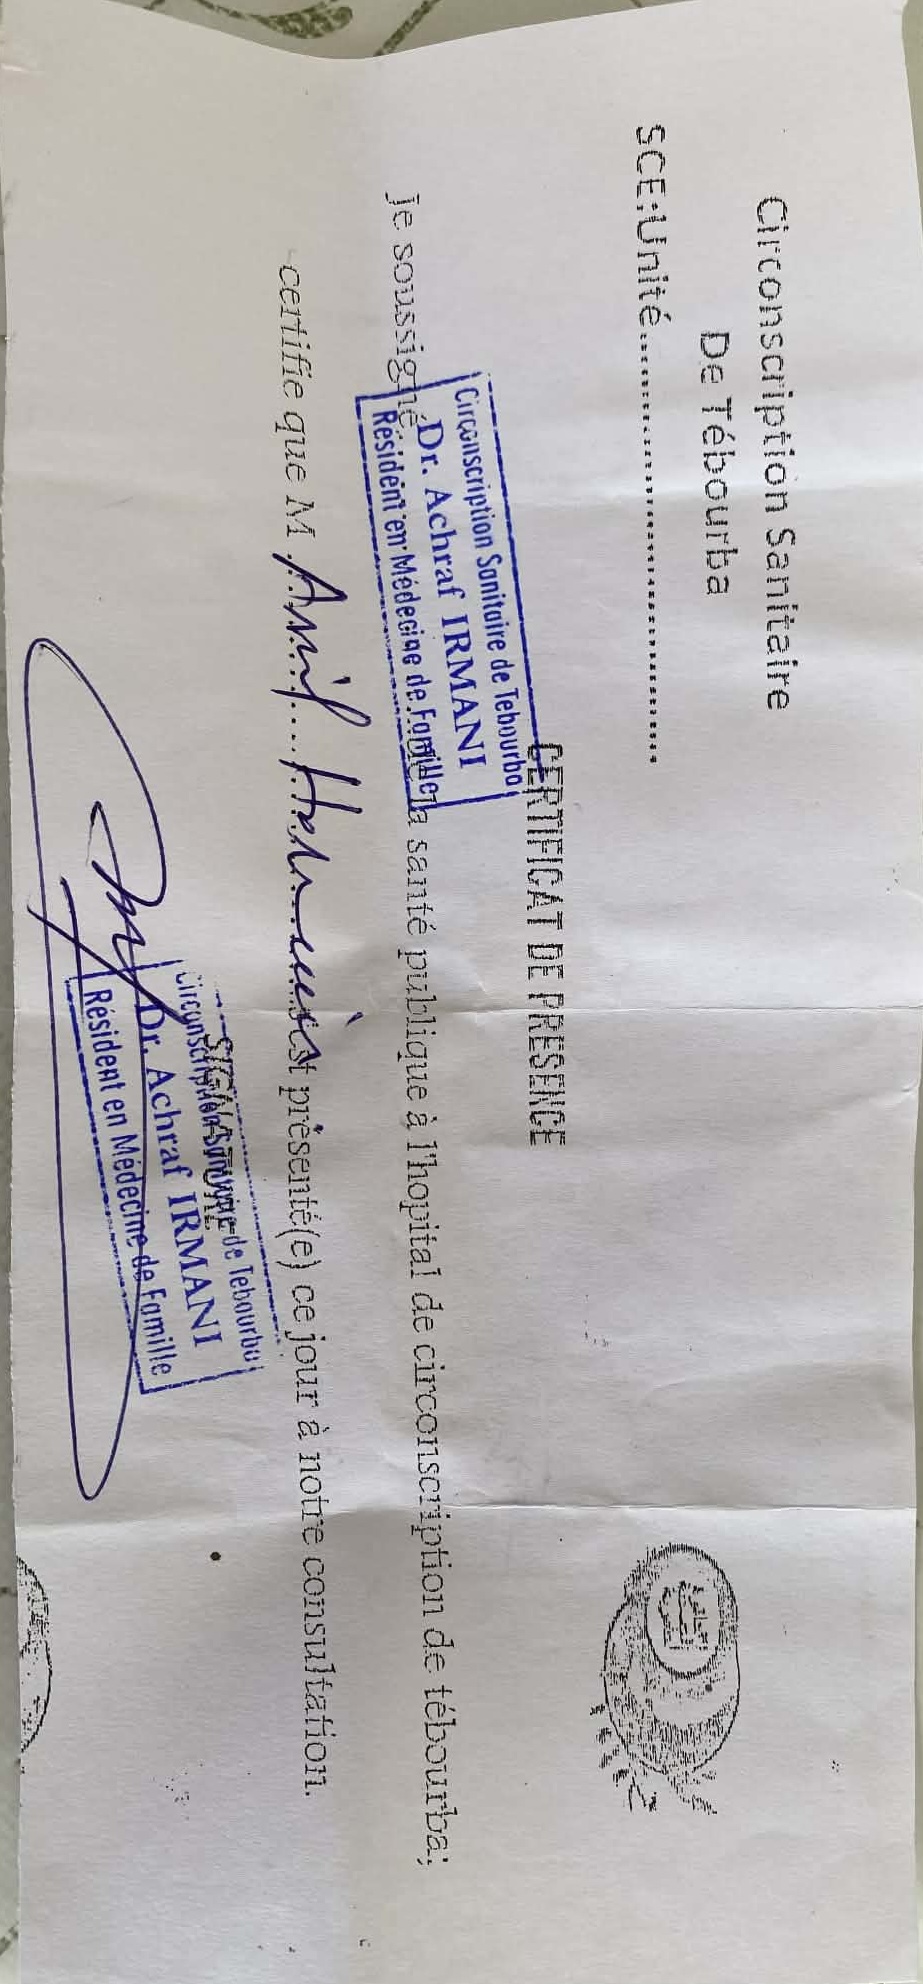 Circonscription Sanitaire
De Tébourba
SCE:Unité
CERTIFICAT DE PRESENCE
Circonscription Sanitaire de Tebourba
Dr. Achraf IRMANI
Résident en Médecine de Famille
Je soussigné, la santé publique à l'hopital de circonscription de tébourba;
certifie que M présenté(e) ce jour à notre consultation.
SIGNATURE
Circonscription Sanitaire de Tebourba
Dr. Achraf IRMANI
Résident en Médecine de Famille